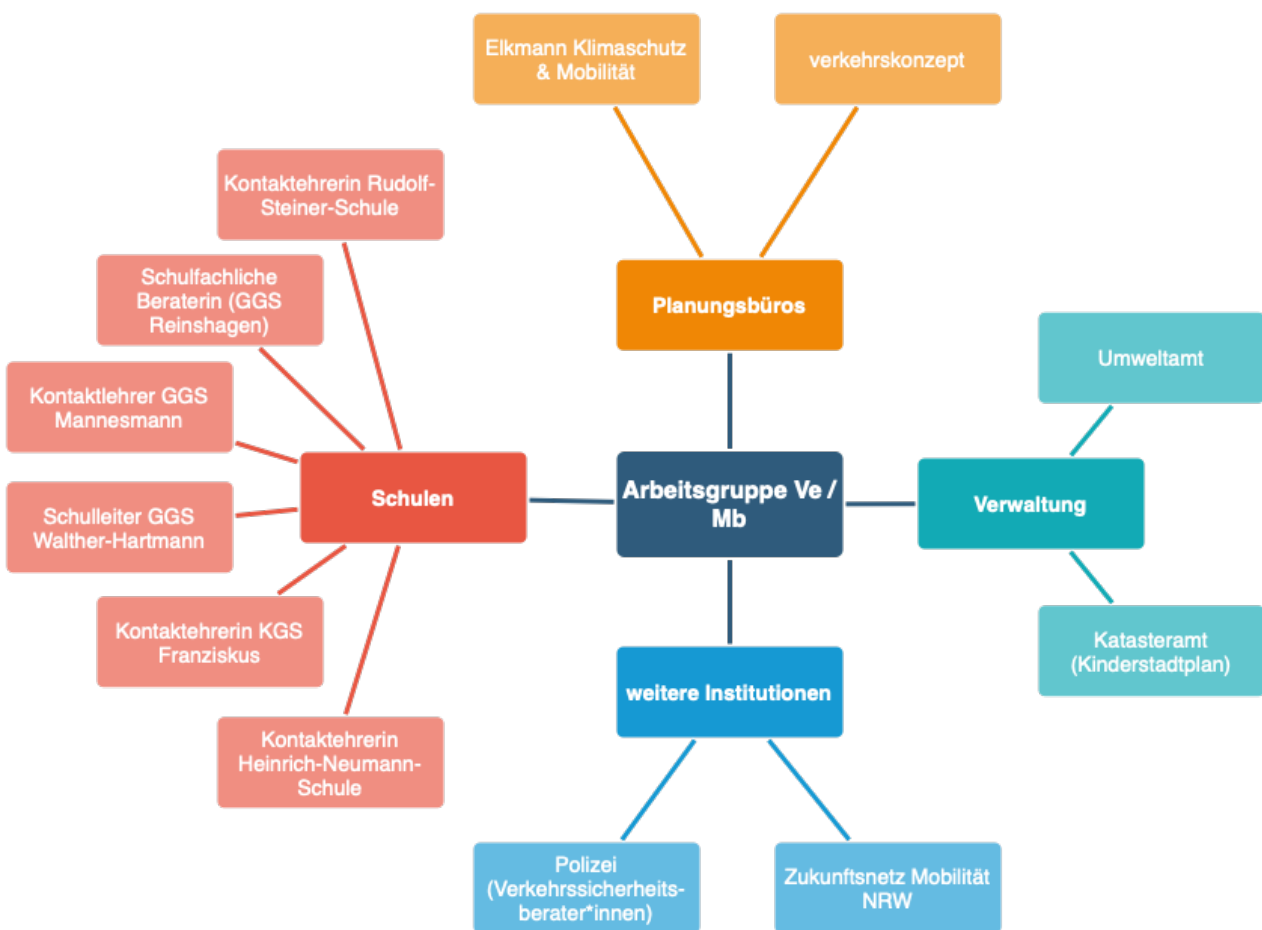 Elkmann Klimaschutz
& Mobilität
verkehrskonzept
Kontaktehrerin Rudolf-
Steiner-Schule
Schulfachliche
Beraterin (GGS
Reinshagen)
Planungsbüros
Umweltamt
Kontaktlehrer GGS
Mannesmann
Schulen
Arbeitsgruppe Ve /
Mb
Verwaltung
Schulleiter GGS
Walther-Hartmann
Kontaktehrerin KGS
Franziskus
weitere Institutionen
Katasteramt
(Kinderstadtplan)
Kontaktehrerin
Heinrich-Neumann-
Schule
Polizei
(Verkehrssicherheits-
berater*innen)
Zukunftsnetz Mobilität
NRW